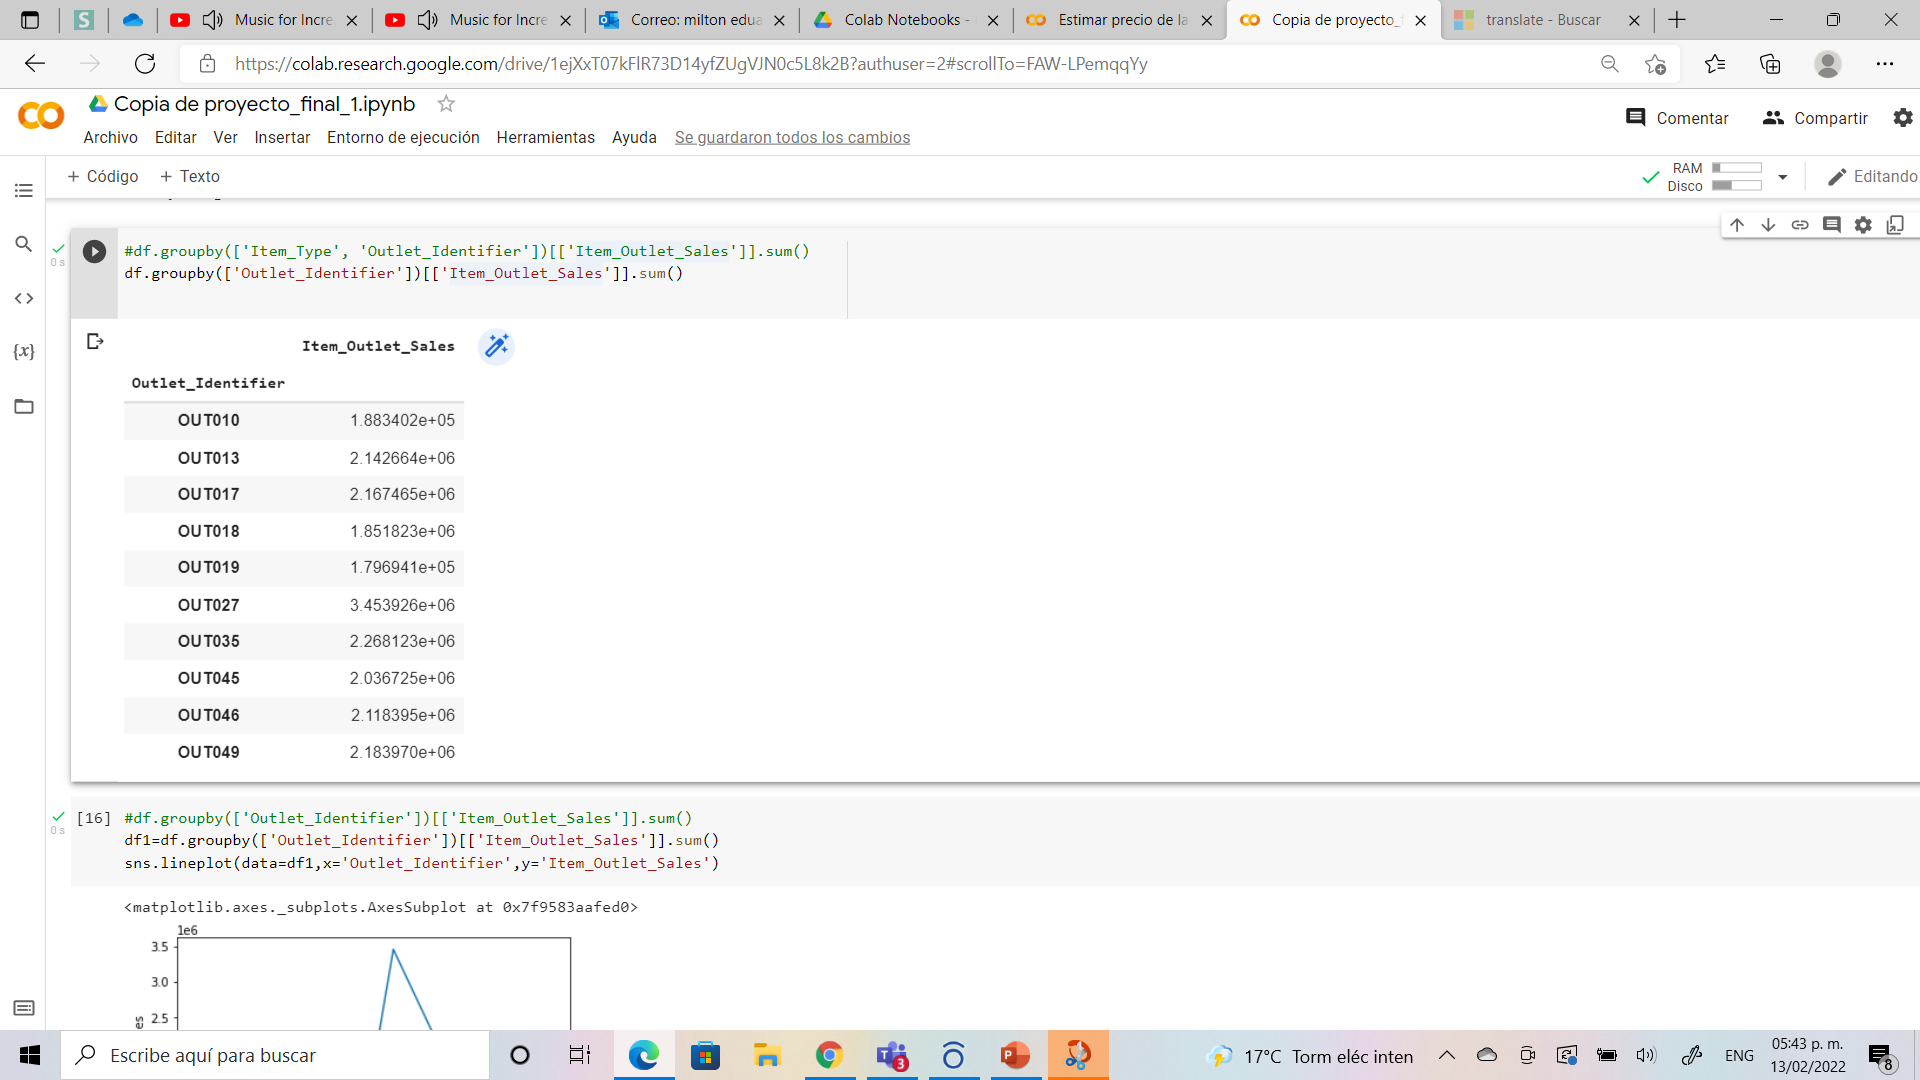 Music for Incre
Music for Incre
Correo: milton edua
Colab Notebooks -
Estimar precio de la
Copia de proyecto_f
translate - Buscar
https://colab.research.google.com/drive/1ejXxT07kFlR73D14yfZUgVJN0c5L8k2B?authuser=2#scrollTo=FAW-LPemqqYy
Copia de proyecto_final_1.ipynb
Comentar
Compartir
Archivo Editar Ver Insertar Entorno de ejecución Herramientas Ayuda Se guardaron todos los cambios
+ Código + Texto
RAM
Disco
Editando
0 s
#df.groupby(['Item_Type', 'Outlet_Identifier'])[['Item_Outlet_Sales']].sum()
df.groupby(['Outlet_Identifier'])[['Item_Outlet_Sales']].sum()
Item_Outlet_Sales
Outlet_Identifier
OUT010 1.883402e+05
OUT013 2.142664e+06
OUT017 2.167465e+06
OUT018 1.851823e+06
OUT019 1.796941e+05
OUT027 3.453926e+06
OUT035 2.268123e+06
OUT045 2.036725e+06
OUT046 2.118395e+06
OUT049 2.183970e+06
0 s
[16] #df.groupby(['Outlet_Identifier'])[['Item_Outlet_Sales']].sum()
df1=df.groupby(['Outlet_Identifier'])[['Item_Outlet_Sales']].sum()
sns.lineplot(data=df1,x='Outlet_Identifier',y='Item_Outlet_Sales')
<matplotlib.axes._subplots.AxesSubplot at 0x7f9583aafed0>
1e6
3.5
3.0
2.5
es
Escribe aquí para buscar
3
17°C Torm eléc inten
ENG
05:43 p. m.
13/02/2022
8